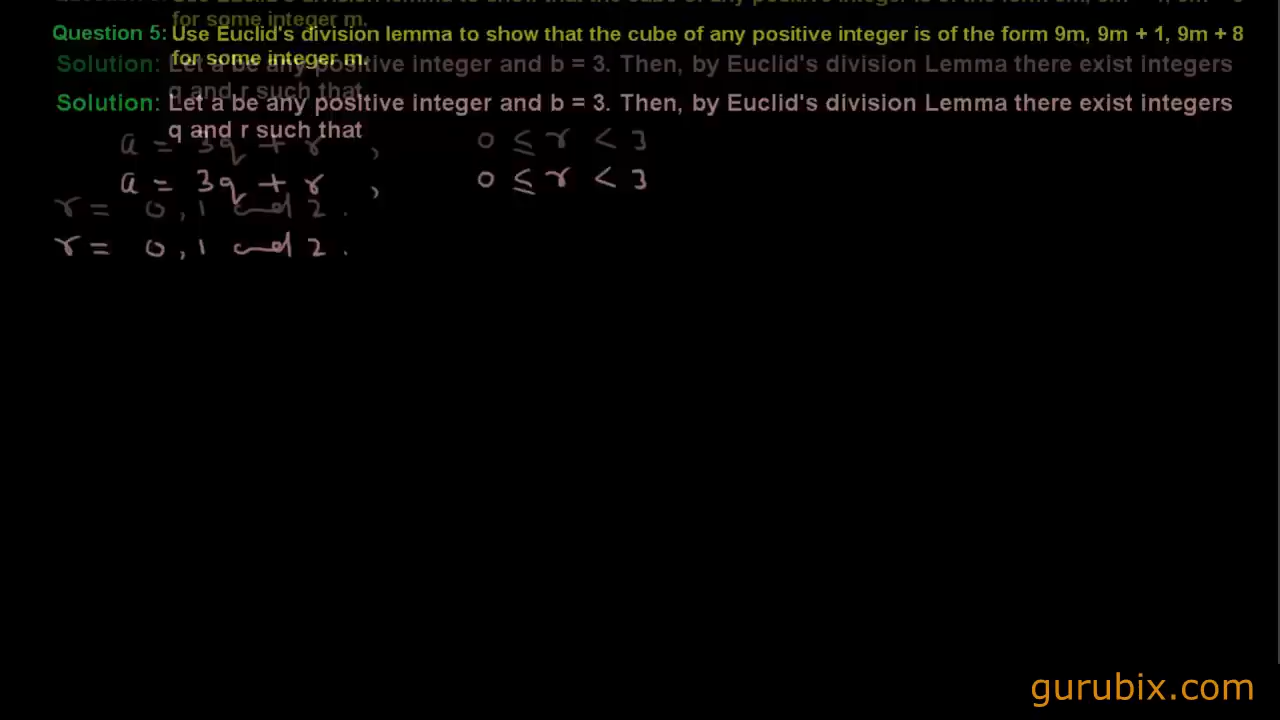 Question 5: Use Euclid's division lemma to show that the cube of any positive integer is of the form 9m, 9m + 1, 9m + 8
for some integer m.
Solution: Let a be any positive integer and b = 3. Then, by Euclid's division Lemma there exist integers
q and r such that
a = 3q + r , 0 ≤ r < 3
r = 0, 1 and 2.
gurubix.com